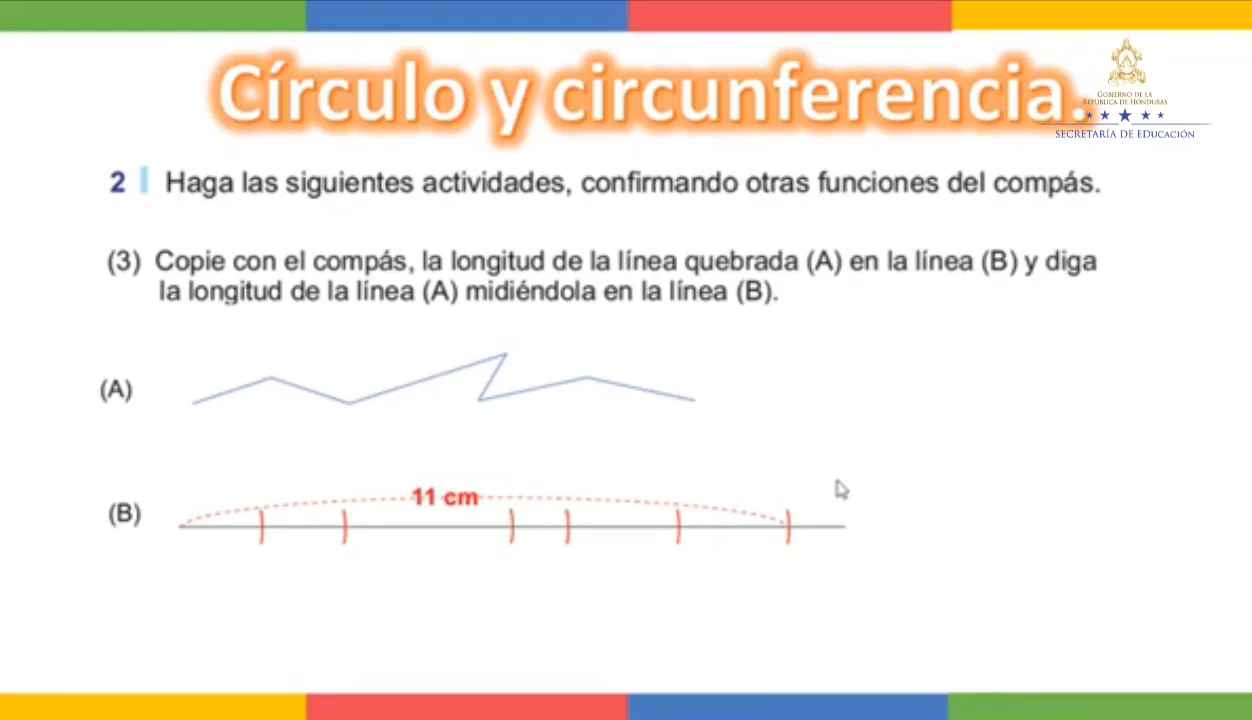 Círculo y circunferencia.
GOBIERNO DE LA
REPÚBLICA DE HONDURAS
SECRETARÍA DE EDUCACIÓN
2 Haga las siguientes actividades, confirmando otras funciones del compás.
(3) Copie con el compás, la longitud de la línea quebrada (A) en la línea (B) y diga
la longitud de la línea (A) midiéndola en la línea (B).
(A)
11 cm
(B)